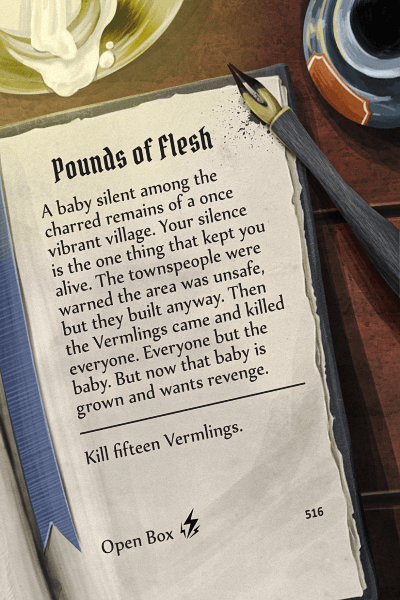 Pounds of Flesh
A baby silent among the
charred remains of a once
vibrant village. Your silence
is the one thing that kept you
alive. The townspeople were
warned the area was unsafe,
but they built anyway. Then
the Vermlings came and killed
everyone. Everyone but the
baby. But now that baby is
grown and wants revenge.
Kill fifteen Vermlings.
516
Open Box